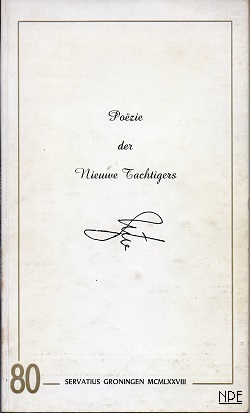 Poëzie
der
Nieuwe Tachtigers
80
SERVATIUS GRONINGEN MCMLXXVIII
NPE